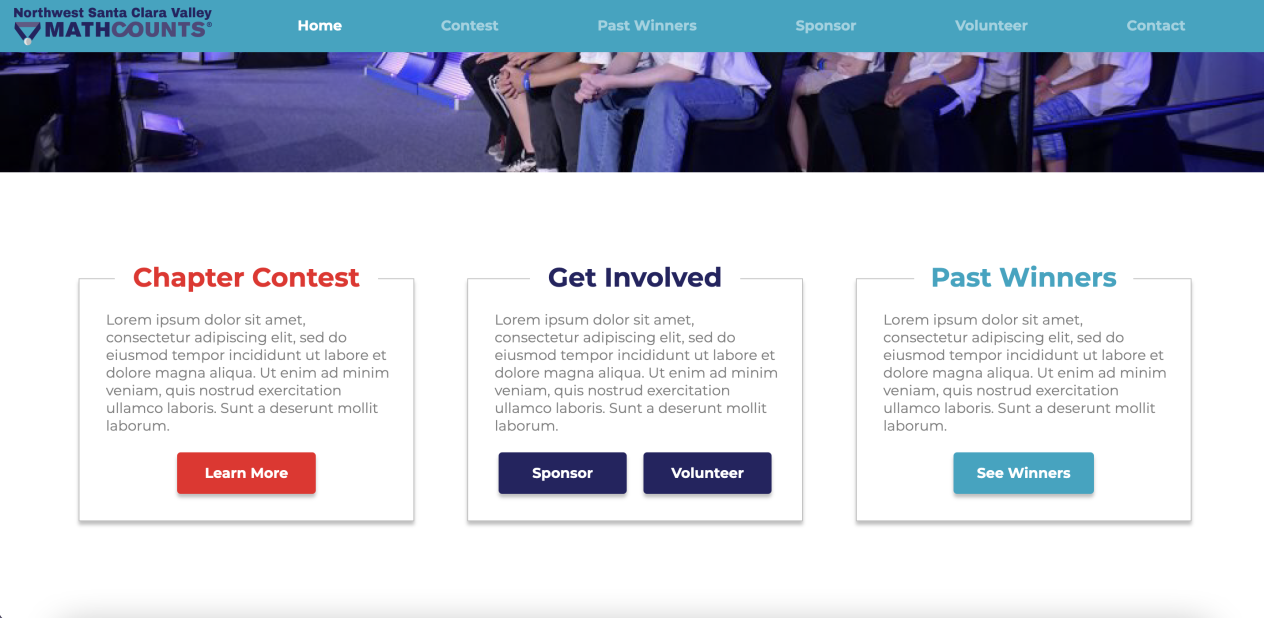 Northwest Santa Clara Valley
MATHCOUNTS®
Home Contest Past Winners Sponsor Volunteer Contact
Chapter Contest
Lorem ipsum dolor sit amet,
consectetur adipiscing elit, sed do
eiusmod tempor incididunt ut labore et
dolore magna aliqua. Ut enim ad minim
veniam, quis nostrud exercitation
ullamco laboris. Sunt a deserunt mollit
laborum.
Learn More
Get Involved
Lorem ipsum dolor sit amet,
consectetur adipiscing elit, sed do
eiusmod tempor incididunt ut labore et
dolore magna aliqua. Ut enim ad minim
veniam, quis nostrud exercitation
ullamco laboris. Sunt a deserunt mollit
laborum.
Sponsor Volunteer
Past Winners
Lorem ipsum dolor sit amet,
consectetur adipiscing elit, sed do
eiusmod tempor incididunt ut labore et
dolore magna aliqua. Ut enim ad minim
veniam, quis nostrud exercitation
ullamco laboris. Sunt a deserunt mollit
laborum.
See Winners